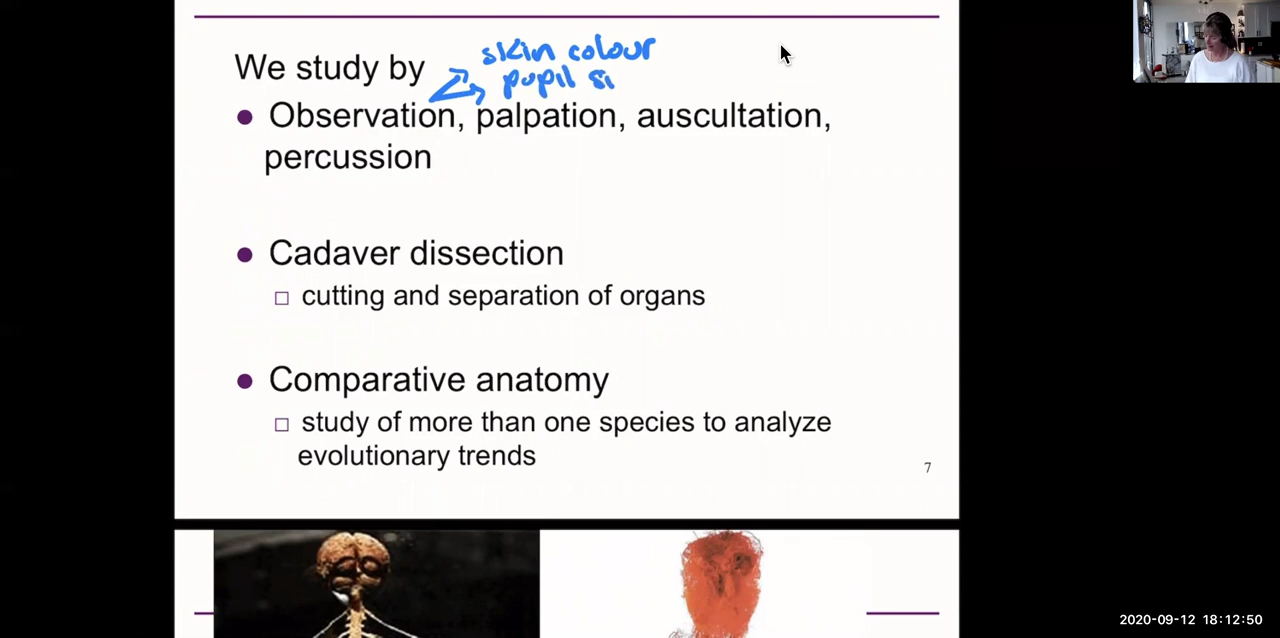 skin colour
We study by
pupil si
● Observation, palpation, auscultation,
percussion
● Cadaver dissection
□ cutting and separation of organs
● Comparative anatomy
□ study of more than one species to analyze
evolutionary trends
7
2020-09-12 18:12:50